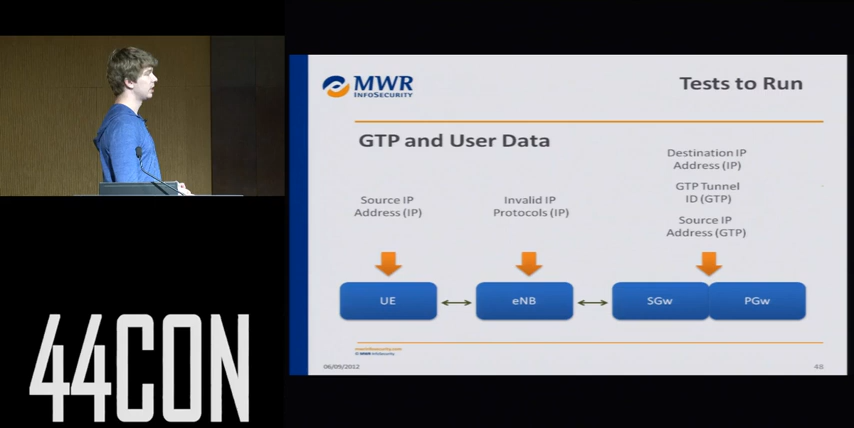 MWR
INFOSECURITY
Tests to Run
GTP and User Data
Destination IP
Address (IP)
GTP Tunnel
ID (GTP)
Source IP
Address (GTP)
Source IP
Address (IP)
Invalid IP
Protocols (IP)
UE
eNB
SGw
PGw
06/05/2012
48
44CON